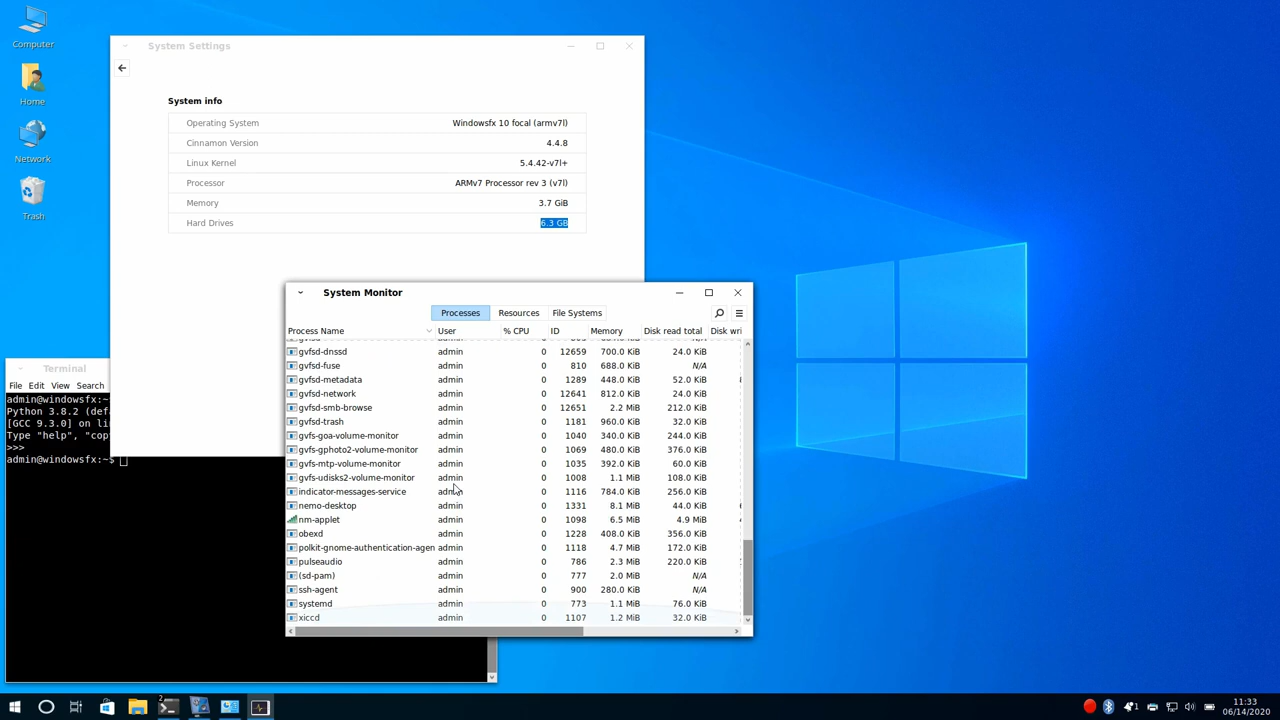 Computer
Home
Network
Trash
System Settings
System info
Operating System Windowsfx 10 focal (armv7l)
Cinnamon Version 4.4.8
Linux Kernel 5.4.42-v7l+
Processor ARMv7 Processor rev 3 (v7l)
Memory 3.7 GiB
Hard Drives 6.3 GB
Terminal
File Edit View Search
admin@windowsfx:~
Python 3.8.2 (def
[GCC 9.3.0] on li
Type "help", "cop
>>>
admin@windowsfx:~$
System Monitor
Processes Resources File Systems
Process Name User % CPU ID Memory Disk read total Disk wri
gvfsd-dnssd admin 0 12659 700.0 KiB 24.0 KiB
gvfsd-fuse admin 0 810 688.0 KiB N/A
gvfsd-metadata admin 0 1289 448.0 KiB 52.0 KiB
gvfsd-network admin 0 12641 812.0 KiB 24.0 KiB
gvfsd-smb-browse admin 0 12651 2.2 MiB 212.0 KiB
gvfsd-trash admin 0 1181 960.0 KiB 32.0 KiB
gvfs-goa-volume-monitor admin 0 1040 340.0 KiB 244.0 KiB
gvfs-gphoto2-volume-monitor admin 0 1069 480.0 KiB 376.0 KiB
gvfs-mtp-volume-monitor admin 0 1035 392.0 KiB 60.0 KiB
gvfs-udisks2-volume-monitor admin 0 1008 1.1 MiB 108.0 KiB
indicator-messages-service admin 0 1116 784.0 KiB 256.0 KiB
nemo-desktop admin 0 1331 8.1 MiB 44.0 KiB
nm-applet admin 0 1098 6.5 MiB 4.9 MiB
obexd admin 0 1228 408.0 KiB 356.0 KiB
polkit-gnome-authentication-agen admin 0 1118 4.7 MiB 172.0 KiB
pulseaudio admin 0 786 2.3 MiB 220.0 KiB
(sd-pam) admin 0 777 2.0 MiB N/A
ssh-agent admin 0 900 280.0 KiB N/A
systemd admin 0 773 1.1 MiB 76.0 KiB
xiccd admin 0 1107 1.2 MiB 32.0 KiB
2
1
11:33
06/14/2020